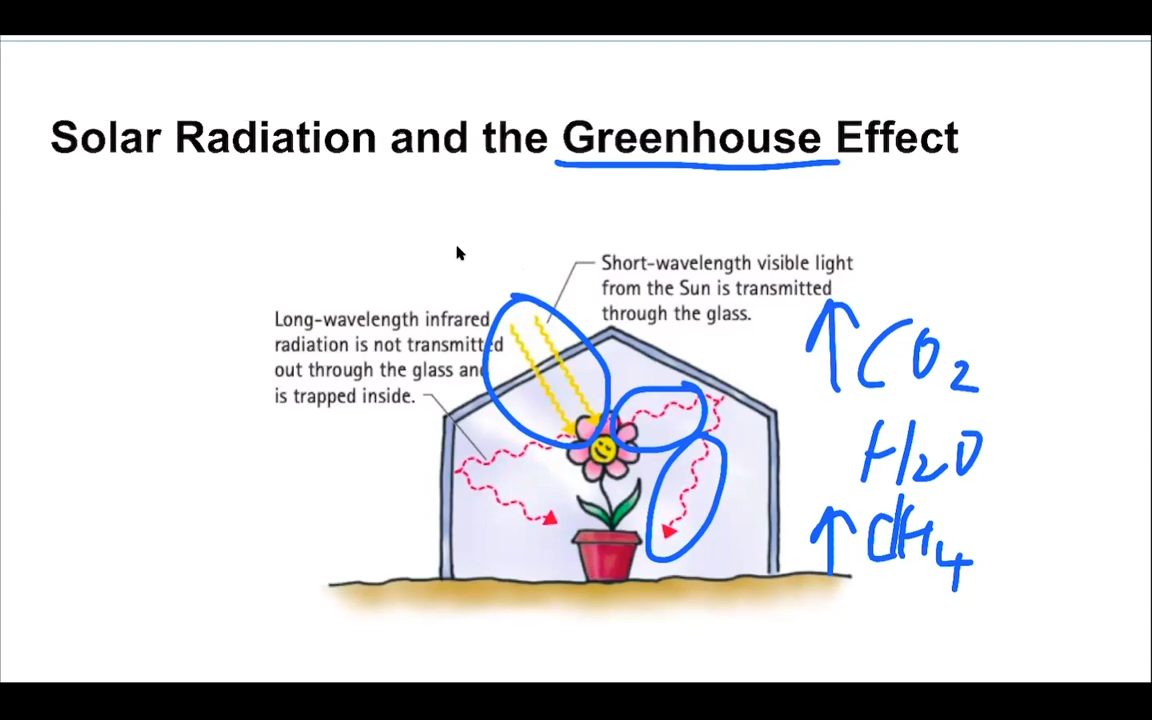 Solar Radiation and the Greenhouse Effect
Short-wavelength visible light
from the Sun is transmitted
through the glass.
Long-wavelength infrared
radiation is not transmitted
out through the glass and
is trapped inside.
↑ CO₂
H₂O
↑ CH₄